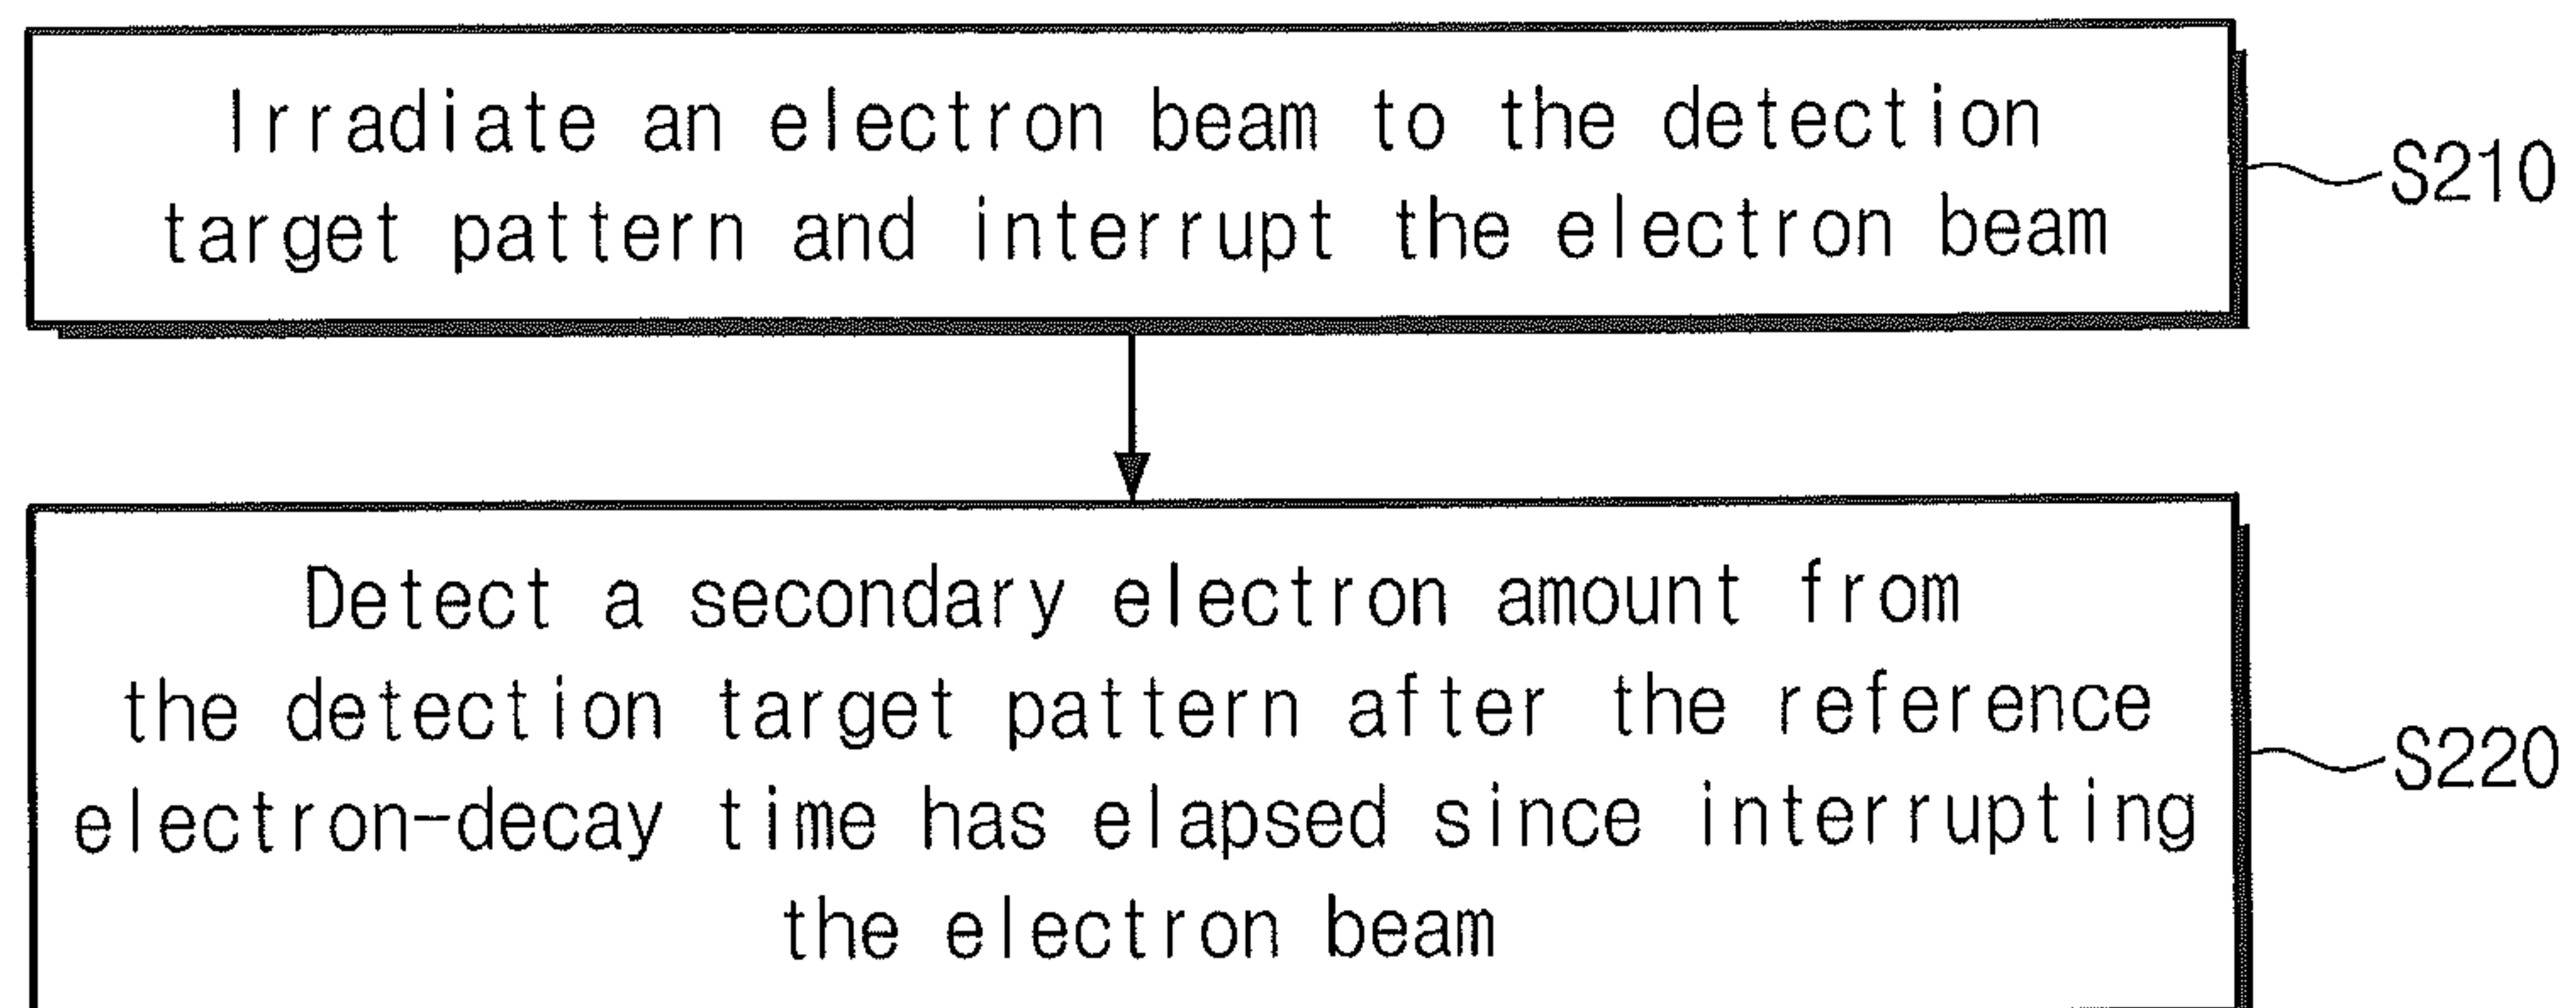 Irradiate an electron beam to the detection
target pattern and interrupt the electron beam
S210
Detect a secondary electron amount from
the detection target pattern after the reference
electron-decay time has elapsed since interrupting
the electron beam
S220